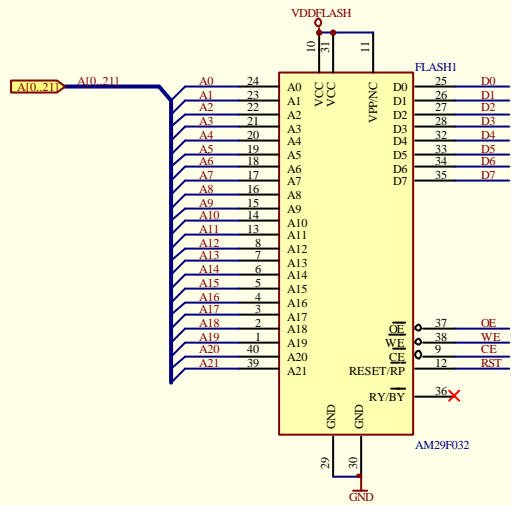 VDDFLASH
10 31 11
FLASH1
A[0..21] A[0..21]
VCC VCC VPP/NC
A0 24 A0 D0 25 D0
A1 23 A1 D1 26 D1
A2 22 A2 D2 27 D2
A3 21 A3 D3 28 D3
A4 20 A4 D4 32 D4
A5 19 A5 D5 33 D5
A6 18 A6 D6 34 D6
A7 17 A7 D7 35 D7
A8 16 A8
A9 15 A9
A10 14 A10
A11 13 A11
A12 8 A12
A13 7 A13
A14 6 A14
A15 5 A15
A16 4 A16
A17 3 A17
A18 2 A18 OE 37 OE
A19 1 A19 WE 38 WE
A20 40 A20 CE 9 CE
A21 39 A21 RESET/RP 12 RST
RY/BY 36
GND GND
AM29F032
29 30
GND